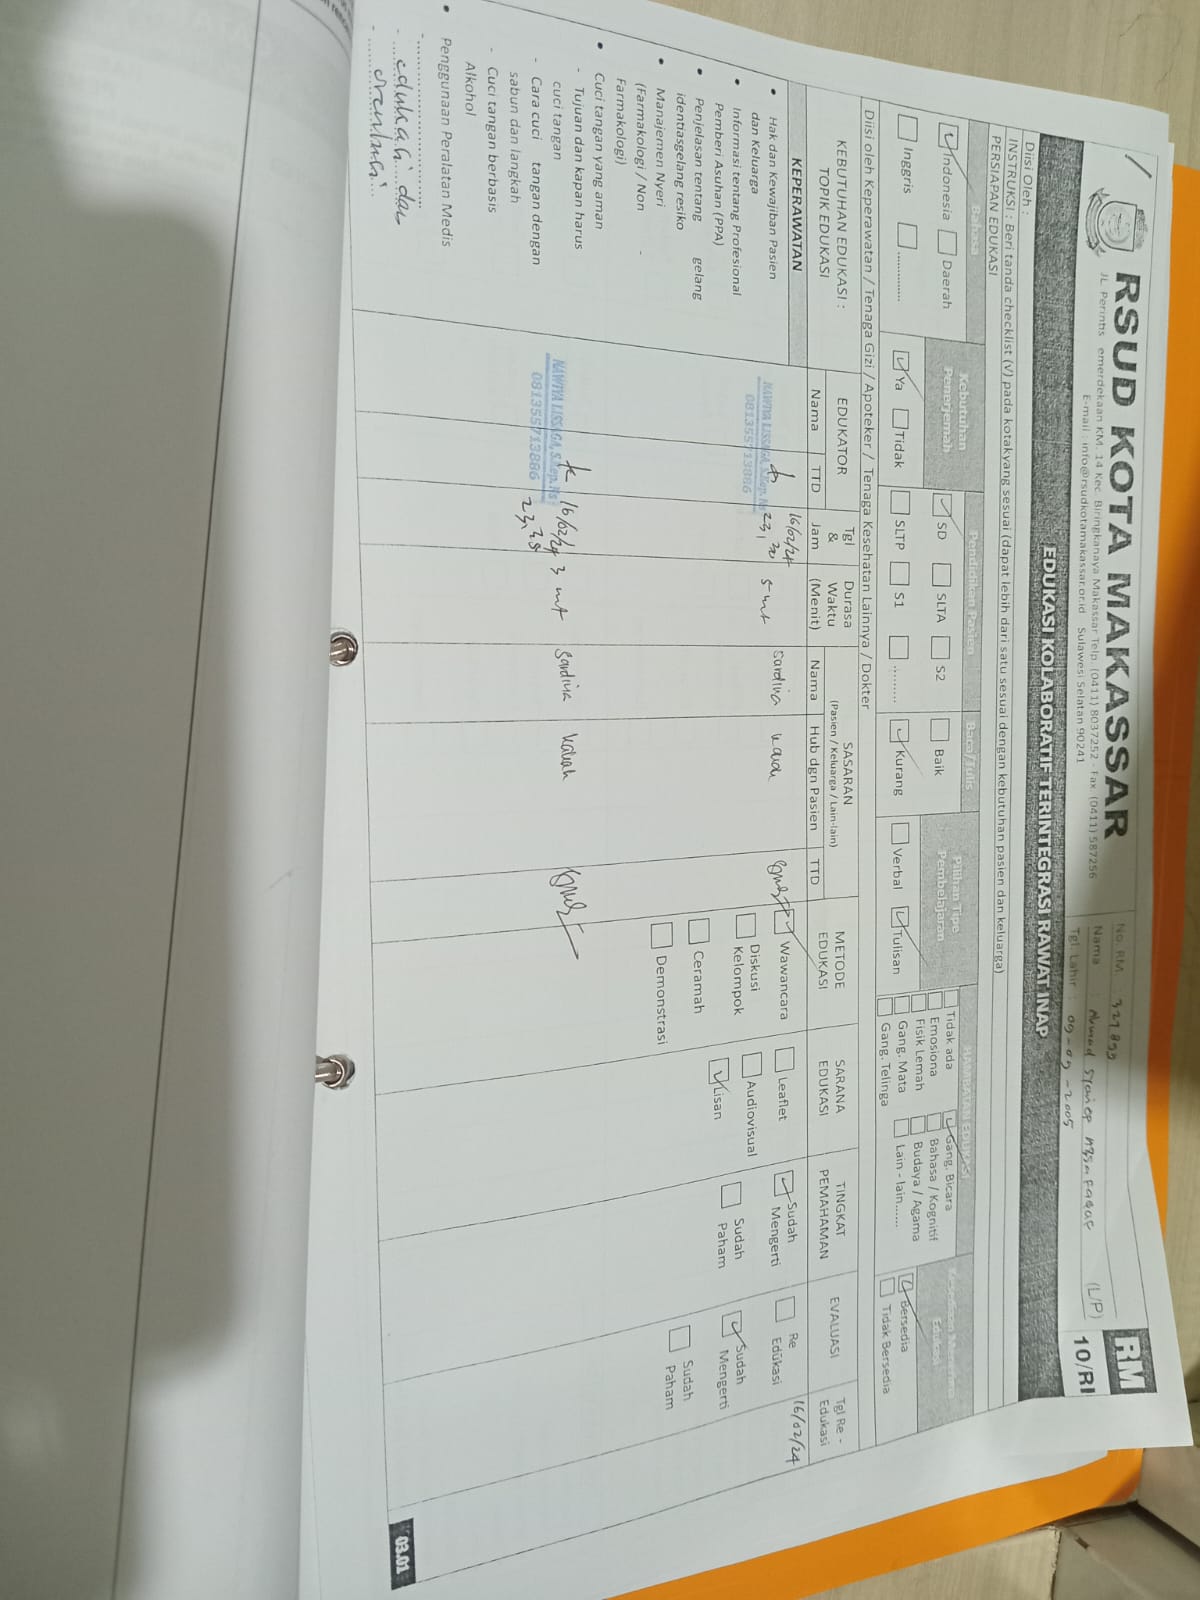 RSUD KOTA MAKASSAR
JL. Perintis emerdekaan KM. 14 Kec. Biringkanaya Makassar Telp. (0411) 8037252 - Fax. (0411) 587256
E-mail : info@rsudkotamakassar.or.id Sulawesi Selatan 90241
No. RM. :
Nama : (L/P)
Tgl. Lahir : 09-09-2005
RM
10/RI
EDUKASI KOLABORATIF TERINTEGRASI RAWAT INAP
Diisi Oleh :
INSTRUKSI : Beri tanda checklist (√) pada kotakyang sesuai (dapat lebih dari satu sesuai dengan kebutuhan pasien dan keluarga)
PERSIAPAN EDUKASI
Bahasa
Indonesia Daerah
Inggris .............
Kebutuhan
Penerjemah
Ya Tidak
Pendidikan Pasien
SD SLTA S2
SLTP S1 .........
Baca/Tulis
Baik
Kurang
Pilihan Tipe
Pembelajaran
Verbal Tulisan
HAMBATAN EDUKASI
Tidak ada Gang. Bicara
Emosiona Bahasa / Kognitif
Fisik Lemah Budaya / Agama
Gang. Mata Lain - lain......
Gang. Telinga
Kesediaan Menerima
Edukasi
Bersedia
Tidak Bersedia
Diisi oleh Keperawatan / Tenaga Gizi / Apoteker / Tenaga Kesehatan Lainnya / Dokter
KEBUTUHAN EDUKASI :
TOPIK EDUKASI
EDUKATOR
Nama TTD
Tgl
&
Jam
Durasa
Waktu
(Menit)
SASARAN
(Pasien / Keluarga / Lain-lain)
Nama Hub dgn Pasien TTD
METODE
EDUKASI
SARANA
EDUKASI
TINGKAT
PEMAHAMAN
EVALUASI
Tgl Re -
Edukasi
KEPERAWATAN
• Hak dan Kewajiban Pasien
dan Keluarga
• Informasi tentang Profesional
Pemberi Asuhan (PPA)
• Penjelasan tentang gelang
identiasgelang resiko
• Manajemen Nyeri
(Farmakologi / Non -
Farmakologi)
• Cuci tangan yang aman
- Tujuan dan kapan harus
cuci tangan
- Cara cuci tangan dengan
sabun dan langkah
- Cuci tangan berbasis
Alkohol
• Penggunaan Peralatan Medis
-..............................
- edukasi dan
- orentasi
NAWIYA LISSAGA, S.Kep. Ns
081355713886
16/02/24
5 mt
Wawancara
Diskusi
Kelompok
Ceramah
Demonstrasi
Leaflet
Audiovisual
Lisan
Sudah
Mengerti
Sudah
Paham
Re
Edukasi
Sudah
Mengerti
Sudah
Paham
16/02/24
NAWIYA LISSAGA, S.Kep. Ns
081355713886
16/02/24
3 mt
kakak
03.01